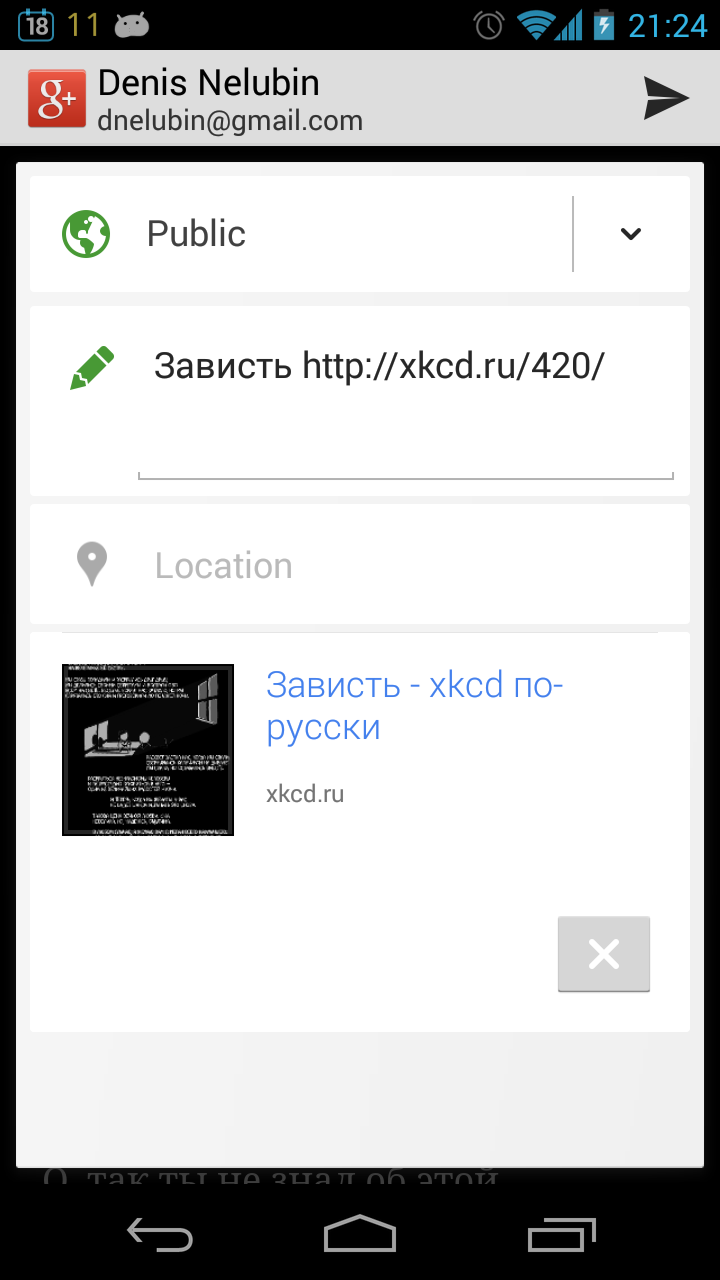 18 11 21:24
g+ Denis Nelubin
dnelubin@gmail.com
Public
Зависть http://xkcd.ru/420/
Location
Зависть - xkcd по-
русски
xkcd.ru
О, так ты не знал об этой